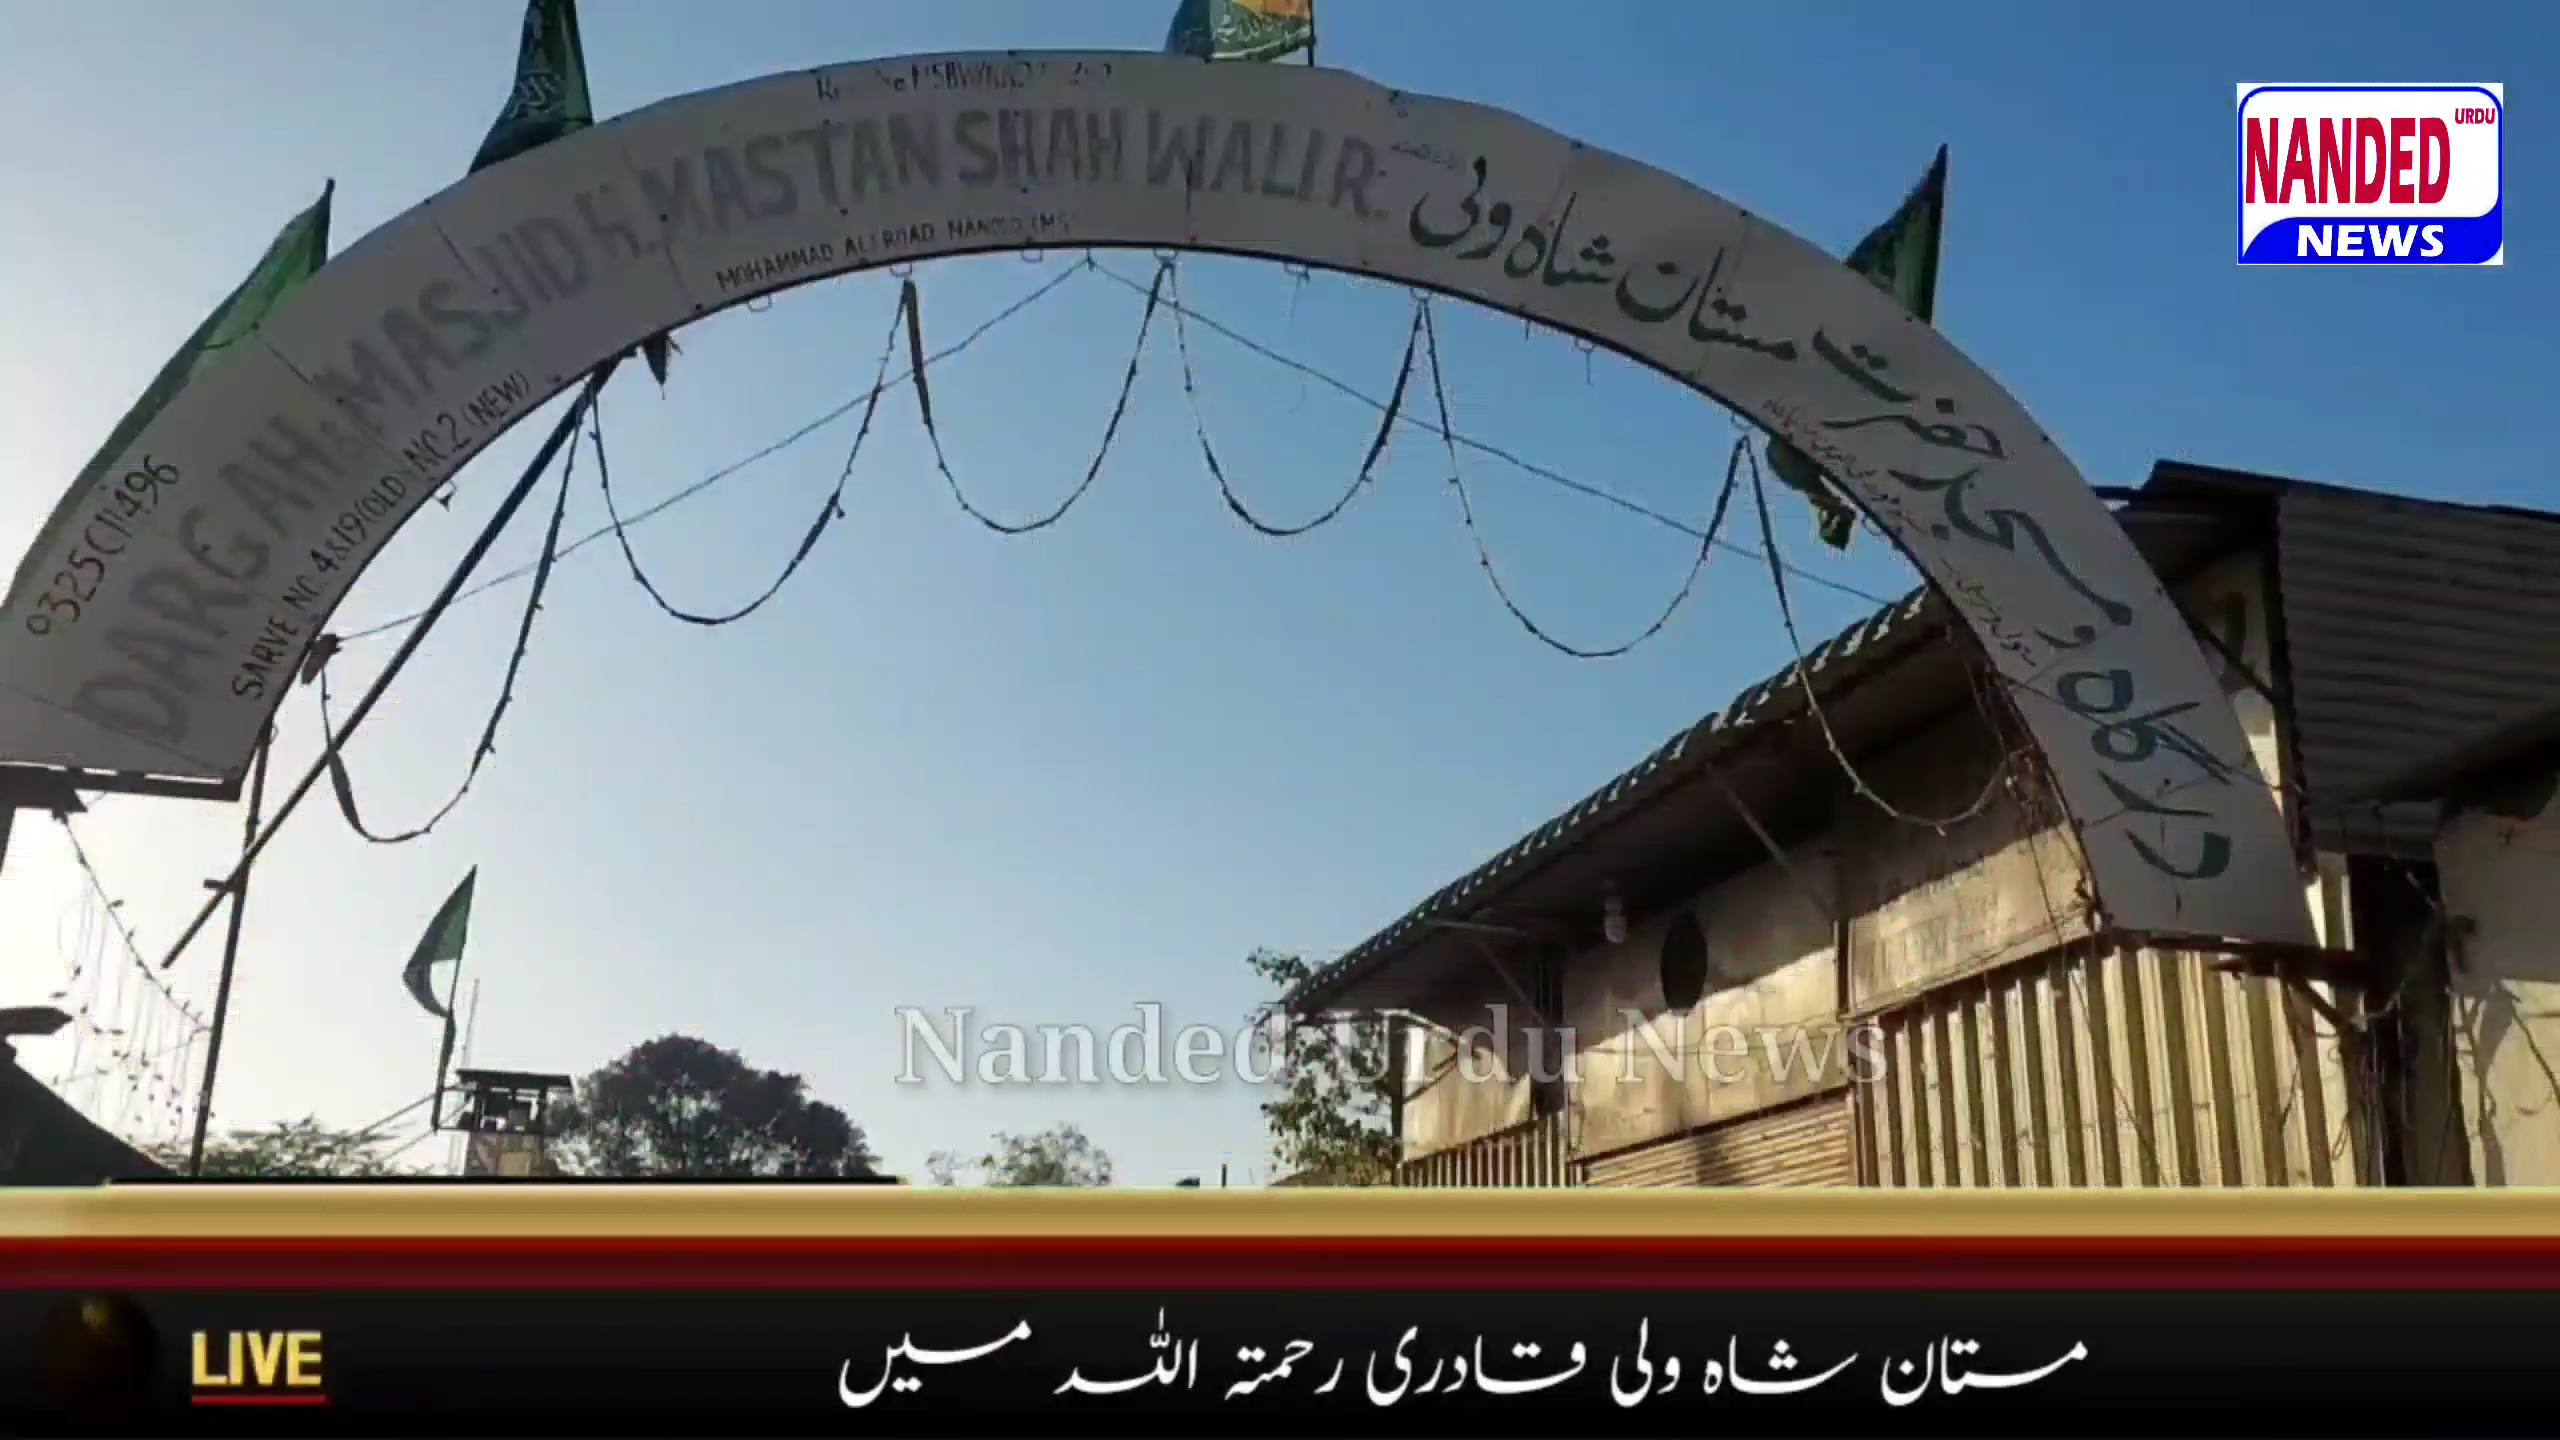 URDU
NANDED
NEWS
DARGAH & MASJID H. MASTAN SHAH WALI R.
MOHAMMAD ALI ROAD NANDED (MS)
SARVE NO. 4819 (OLD) NO. 2 (NEW)
درگاہ و مسجد حضرت مستان شاہ ولی
Nanded Urdu News
LIVE
مستان شاہ ولی قادری رحمتہ اللہ میں